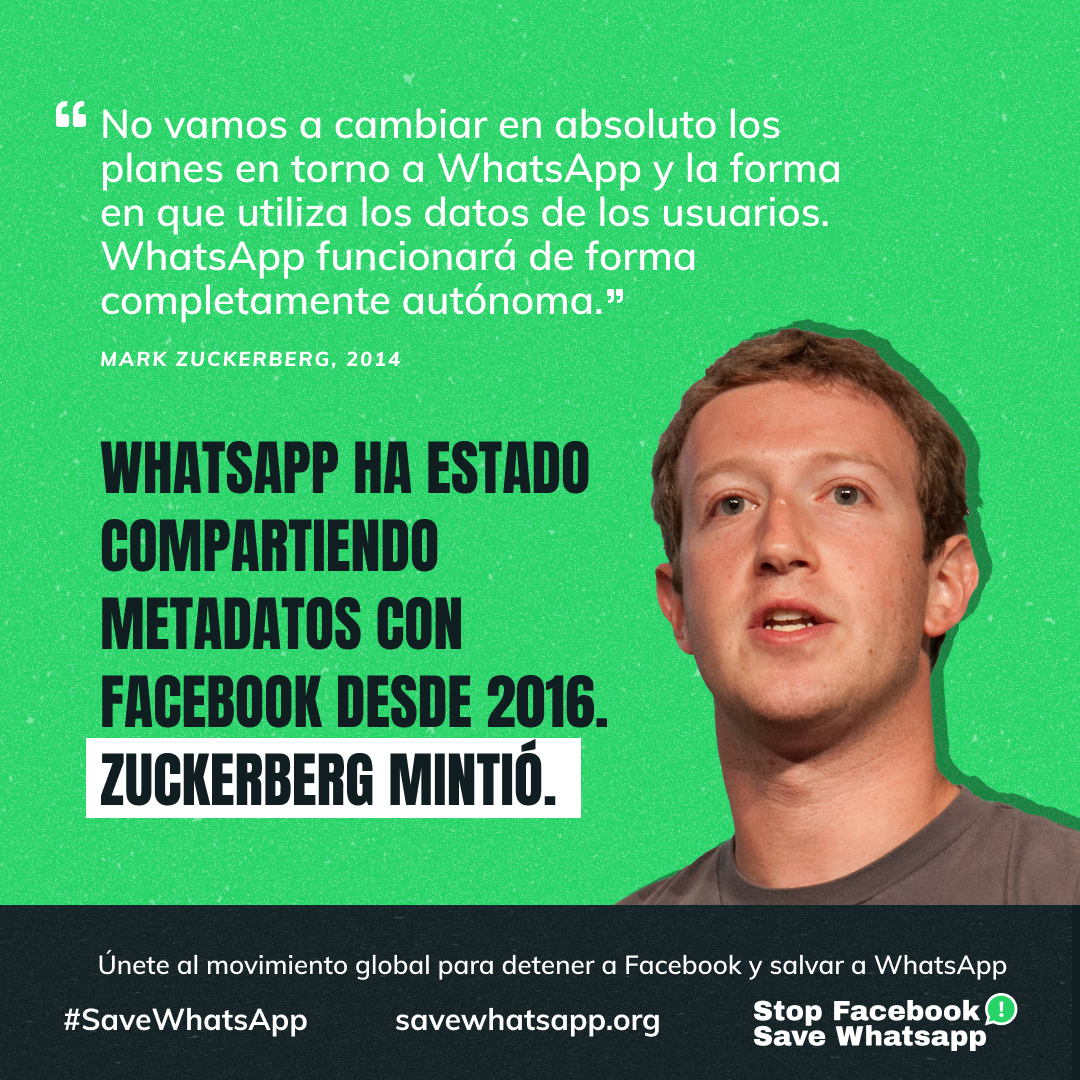 “ No vamos a cambiar en absoluto los
planes en torno a WhatsApp y la forma
en que utiliza los datos de los usuarios.
WhatsApp funcionará de forma
completamente autónoma.”
MARK ZUCKERBERG, 2014
WHATSAPP HA ESTADO
COMPARTIENDO
METADATOS CON
FACEBOOK DESDE 2016.
ZUCKERBERG MINTIÓ.
Únete al movimiento global para detener a Facebook y salvar a WhatsApp
#SaveWhatsApp
savewhatsapp.org
Stop Facebook !
Save Whatsapp